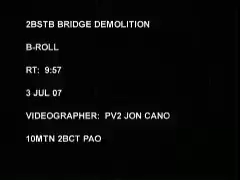 2BSTB BRIDGE DEMOLITION
B-ROLL
RT: 9:57
3 JUL 07
VIDEOGRAPHER: PV2 JON CANO
10MTN 2BCT PAO